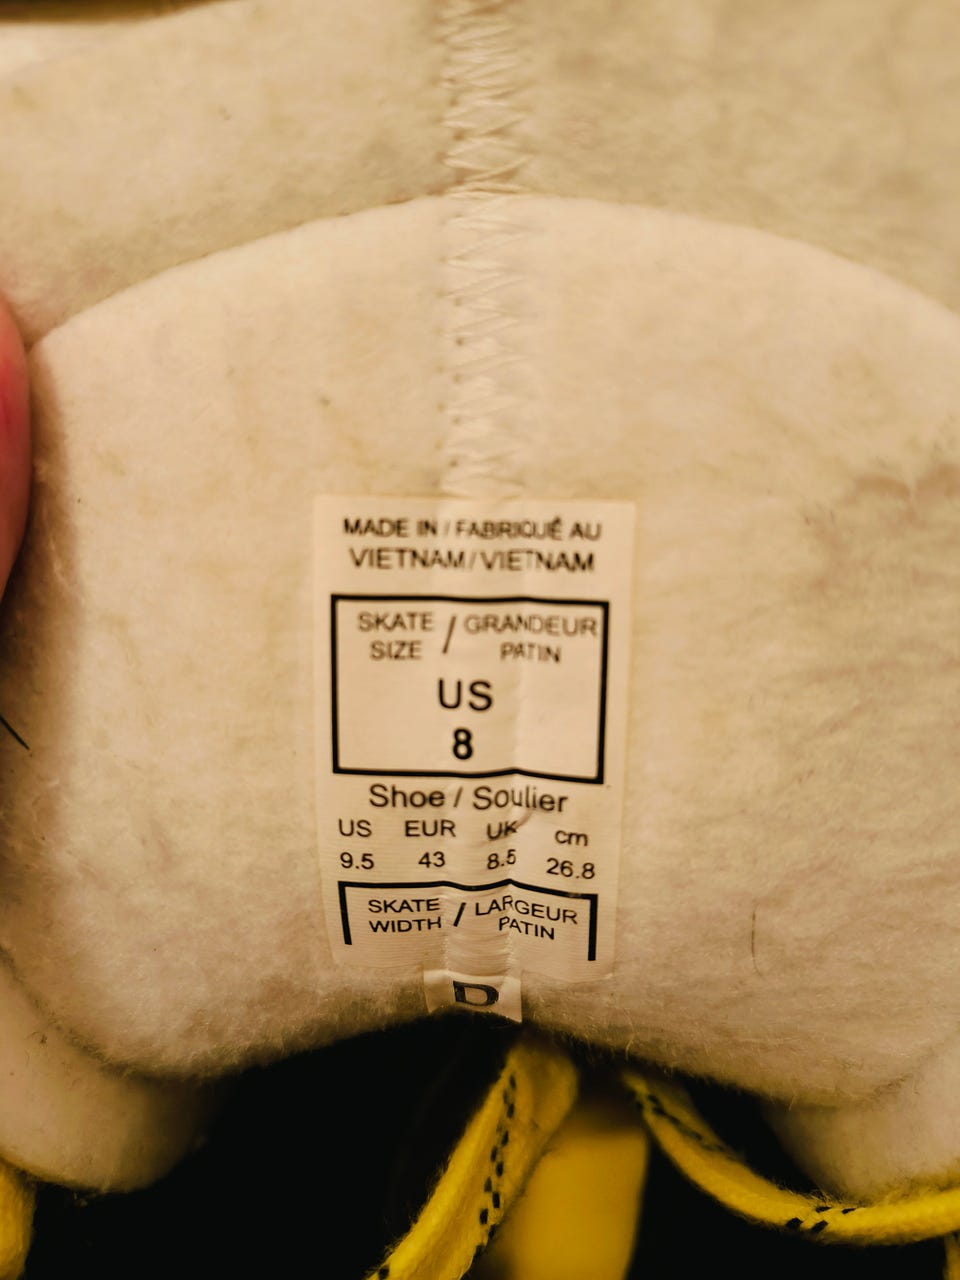 MADE IN / FABRIQUÉ AU
VIETNAM / VIETNAM
SKATE / GRANDEUR
SIZE PATIN
US
8
Shoe / Soulier
US EUR UK cm
9.5 43 8.5 26.8
SKATE / LARGEUR
WIDTH PATIN
D